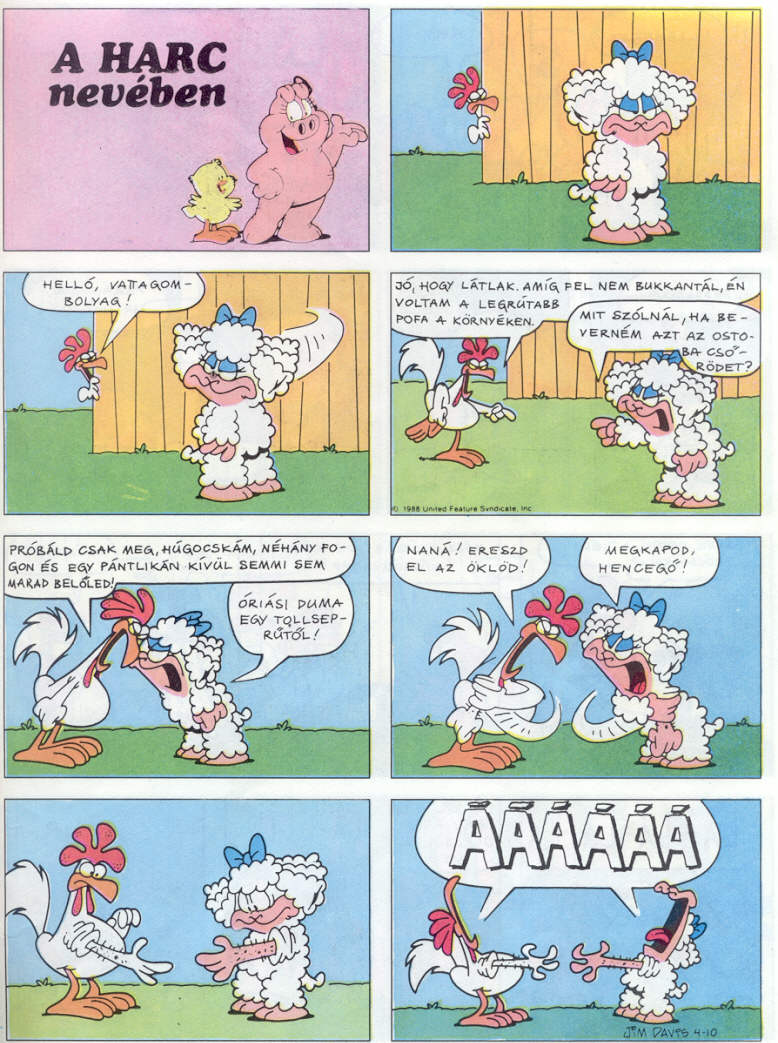 A HARC
nevében
HELLÓ, VATTAGOM-
BOLYAG!
JÓ, HOGY LÁTLAK. AMÍG FEL NEM BUKKANTÁL, ÉN
VOLTAM A LEGRÚTABB
POFA A KÖRNYÉKEN.
MIT SZÓLNÁL, HA BE-
VERNÉM AZT AZ OSTO-
BA CSŐ-
RÖDET?
© 1988 United Feature Syndicate, Inc.
PRÓBÁLD CSAK MEG, HÚGOCSKÁM, NÉHÁNY FO-
GON ÉS EGY PÁNTLIKÁN KÍVÜL SEMMI SEM
MARAD BELŐLED!
ÓRIÁSI DUMA
EGY TOLLSEP-
RŰTŐL!
NANÁ! ERESZD
EL AZ ÖKLÖD!
MEGKAPOD,
HENCEGŐ!
ÁÁÁÁÁÁ
JIM DAVIS 4-10